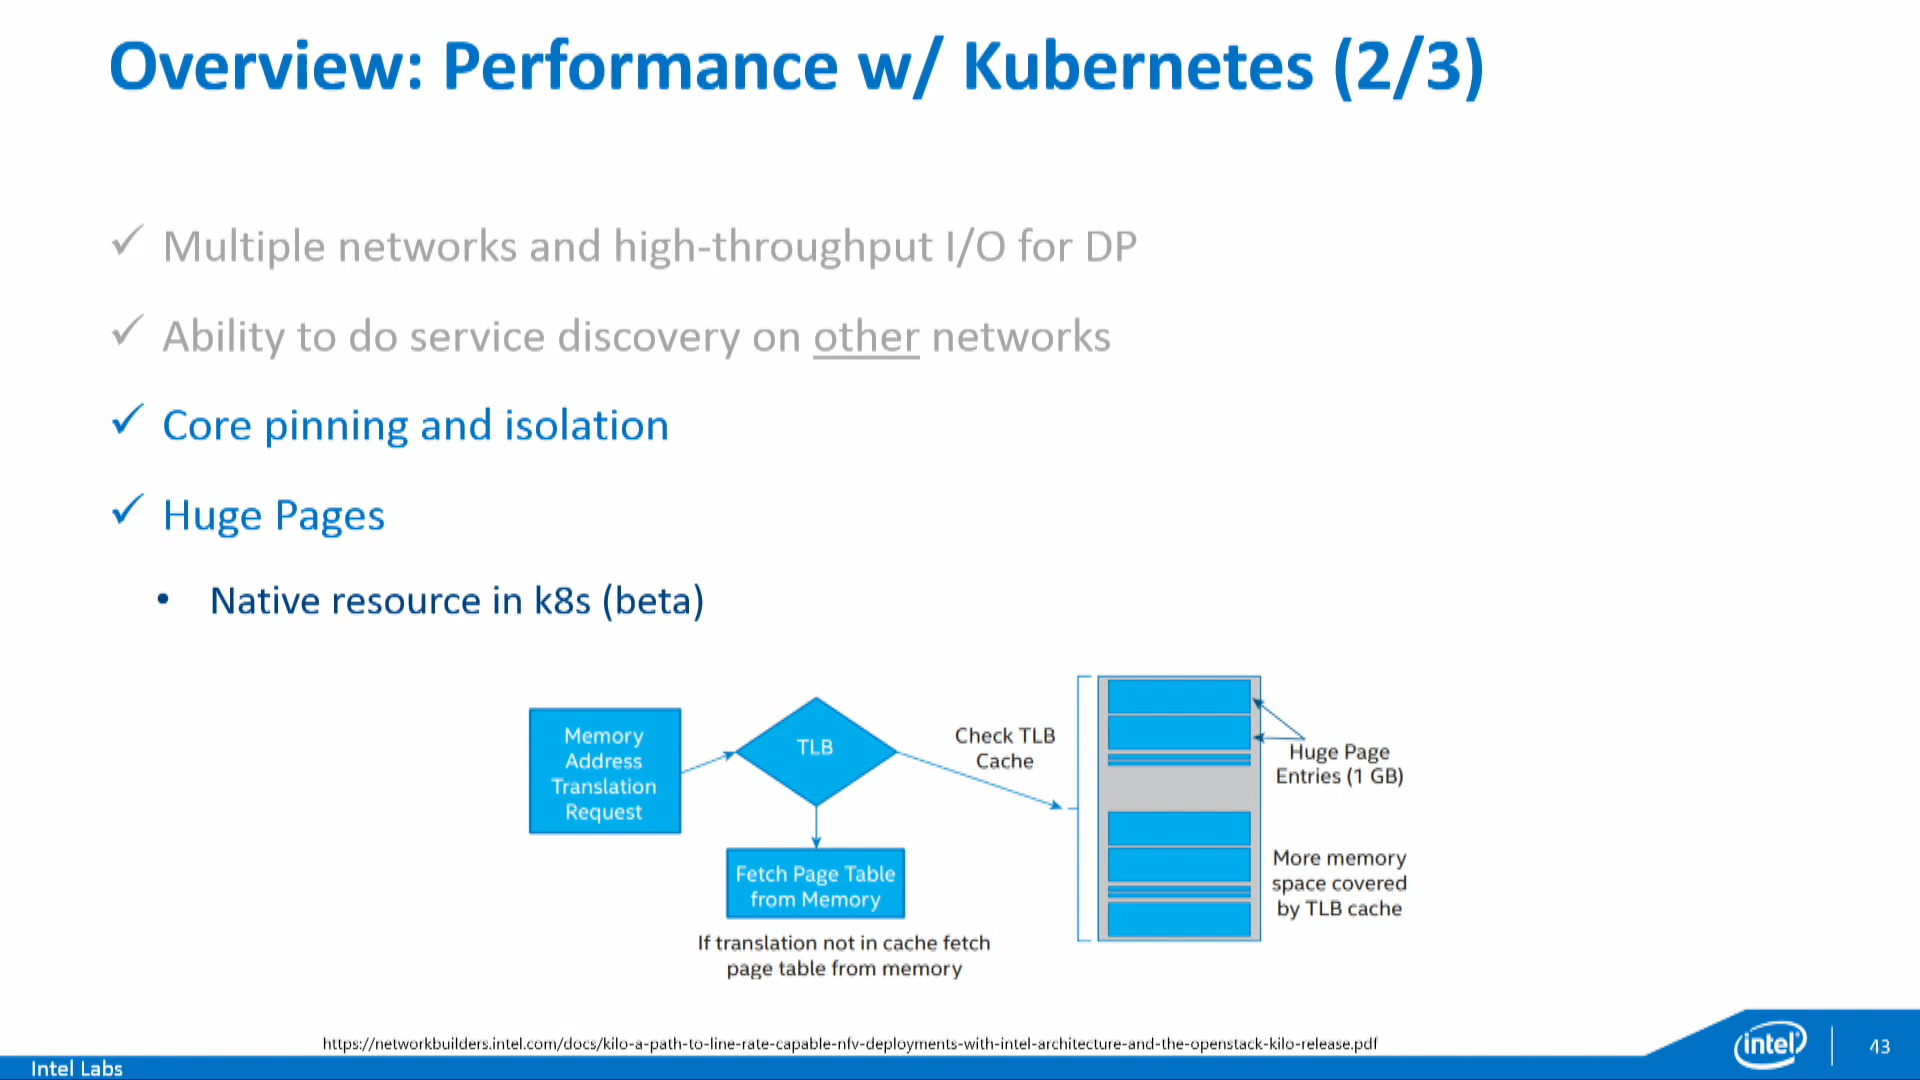 Overview: Performance w/ Kubernetes (2/3)
✓ Multiple networks and high-throughput I/O for DP
✓ Ability to do service discovery on other networks
✓ Core pinning and isolation
✓ Huge Pages
• Native resource in k8s (beta)
Memory
Address
Translation
Request
TLB
Fetch Page Table
from Memory
If translation not in cache fetch
page table from memory
Check TLB
Cache
Huge Page
Entries (1 GB)
More memory
space covered
by TLB cache
https://networkbuilders.intel.com/docs/kilo-a-path-to-line-rate-capable-nfv-deployments-with-intel-architecture-and-the-openstack-kilo-release.pdf
Intel Labs
intel
43